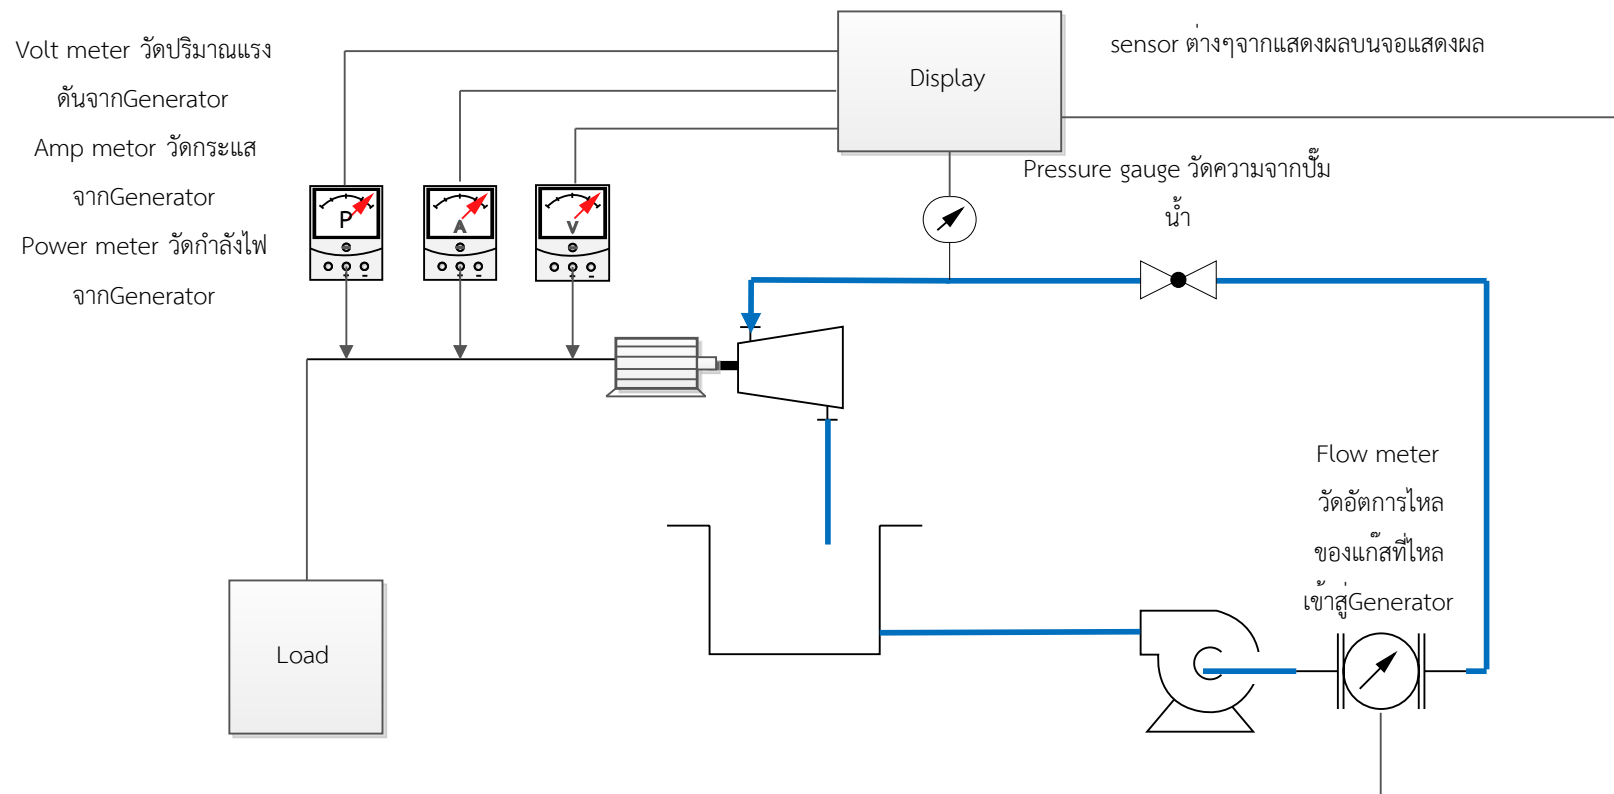 Volt meter วัดปริมาณแรง
ดันจากGenerator
Amp metor วัดกระแส
จากGenerator
Power meter วัดกำลังไฟ
จากGenerator
P
A
V
Display
sensor ต่างๆจากแสดงผลบนจอแสดงผล
Pressure gauge วัดความจากปั๊ม
น้ำ
Flow meter
วัดอัตการไหล
ของแก๊สที่ไหล
เข้าสู่Generator
Load